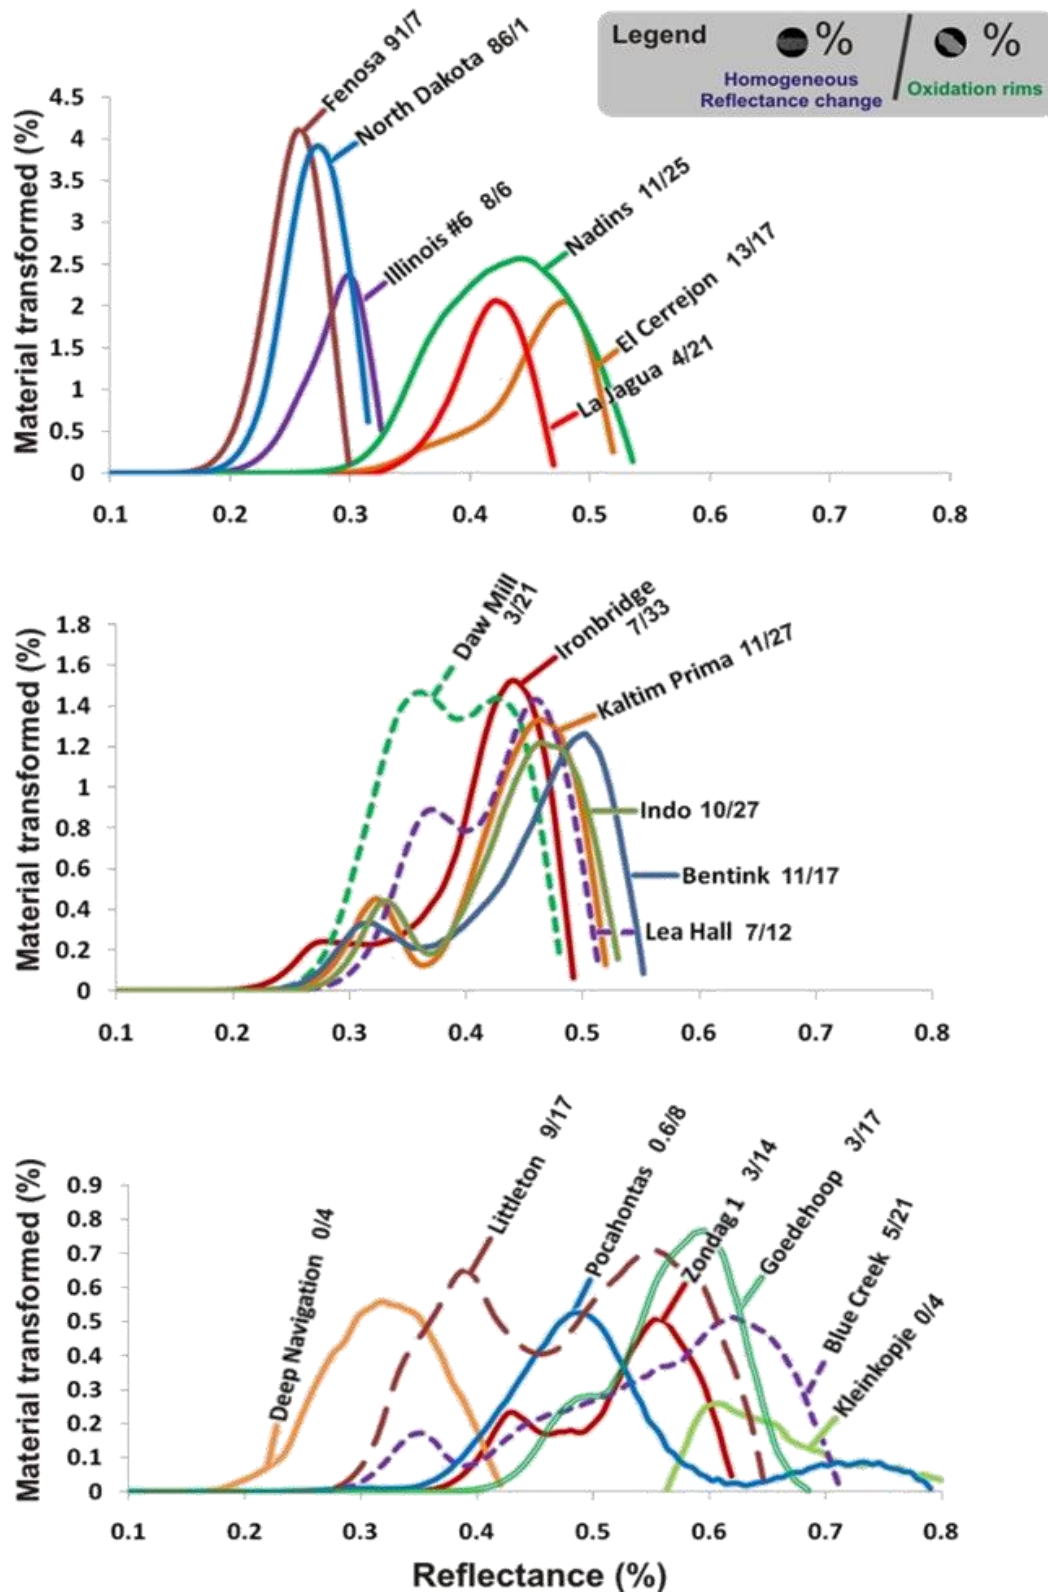 Legend
% / %
Homogeneous
Reflectance change
Oxidation rims
Fenosa 91/7
North Dakota 86/1
Illinois #6 8/6
Nadins 11/25
El Cerrejon 13/17
La Jagua 4/21
Material transformed (%)
4.5
4
3.5
3
2.5
2
1.5
1
0.5
0
0.1 0.2 0.3 0.4 0.5 0.6 0.7 0.8
Daw Mill
3/21
Ironbridge
7/33
Kaltim Prima 11/27
Indo 10/27
Bentink 11/17
Lea Hall 7/12
Material transformed (%)
1.8
1.6
1.4
1.2
1
0.8
0.6
0.4
0.2
0
0.1 0.2 0.3 0.4 0.5 0.6 0.7 0.8
Deep Navigation 0/4
Littleton 9/17
Pocahontas 0.6/8
Zondag 1 3/14
Goedehoop 3/17
Blue Creek 5/21
Kleinkopje 0/4
Material transformed (%)
0.9
0.8
0.7
0.6
0.5
0.4
0.3
0.2
0.1
0
0.1 0.2 0.3 0.4 0.5 0.6 0.7 0.8
Reflectance (%)